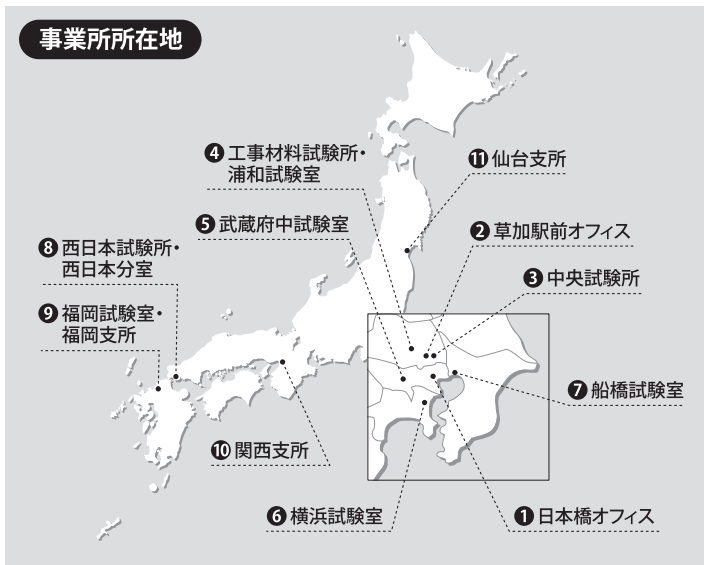 事業所所在地
❹ 工事材料試験所・
浦和試験室
⓫ 仙台支所
❺ 武蔵府中試験室
❷ 草加駅前オフィス
❽ 西日本試験所・
西日本分室
❸ 中央試験所
❾ 福岡試験室・
福岡支所
❼ 船橋試験室
❿ 関西支所
❻ 横浜試験室
❶ 日本橋オフィス